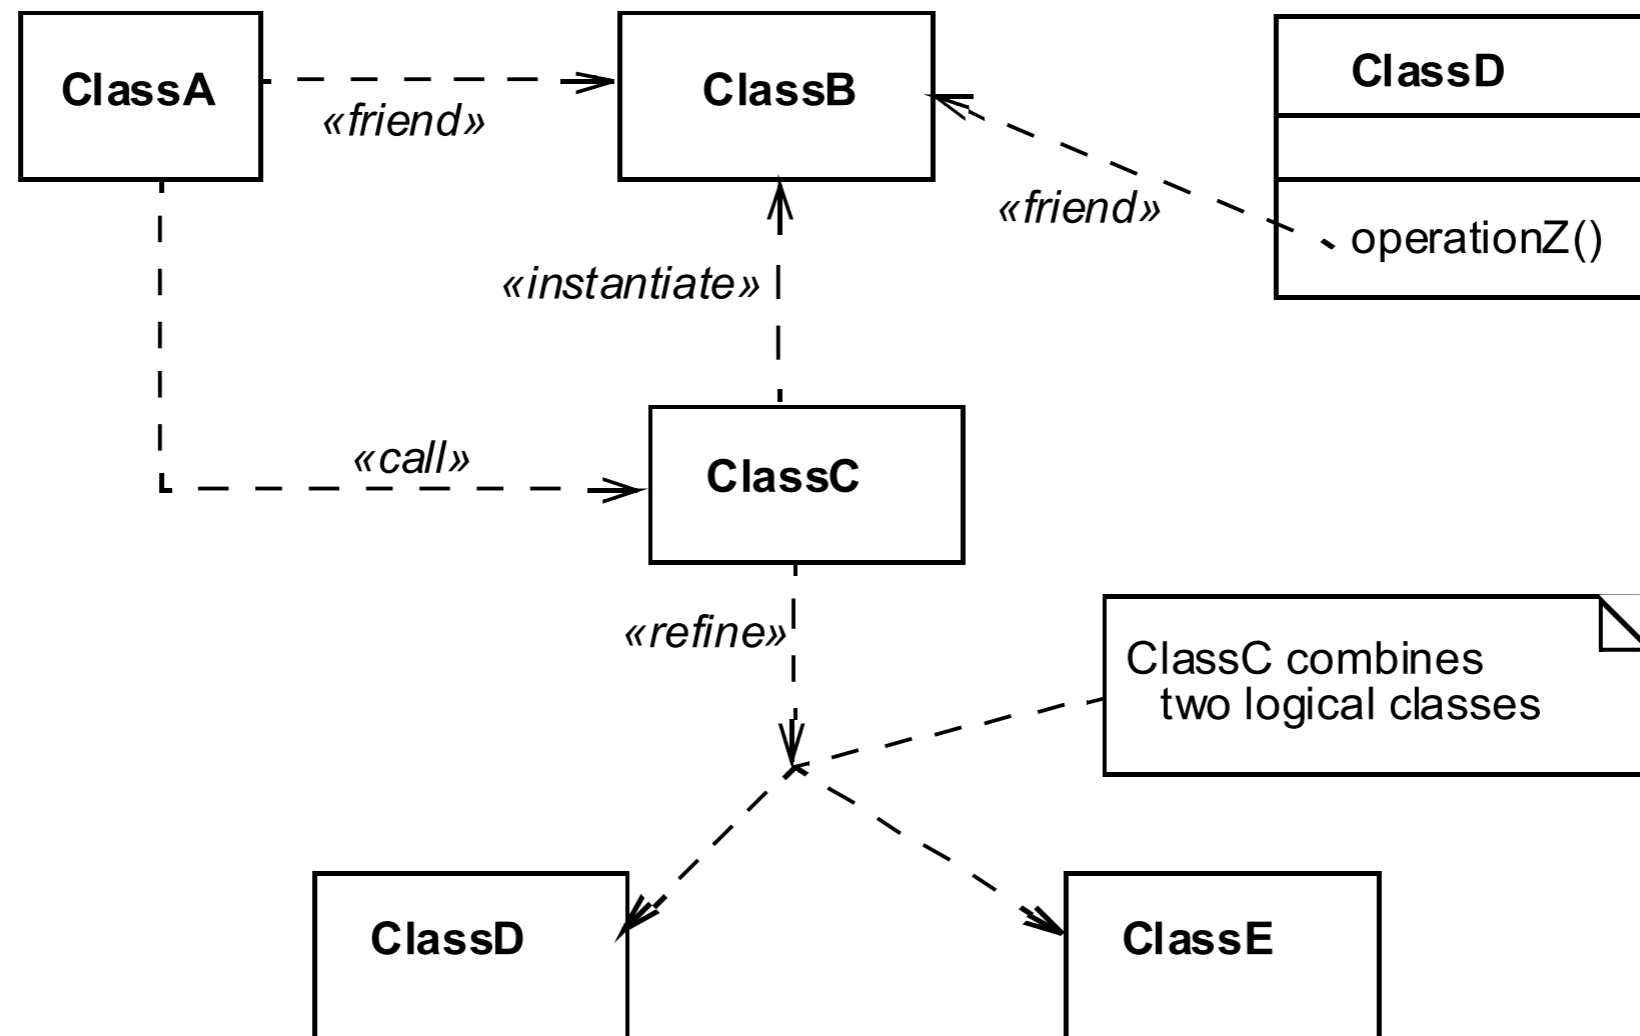 ClassA
ClassB
ClassD
«friend»
«friend»
operationZ()
«instantiate»
«call»
ClassC
«refine»
ClassC combines
two logical classes
ClassD
ClassE